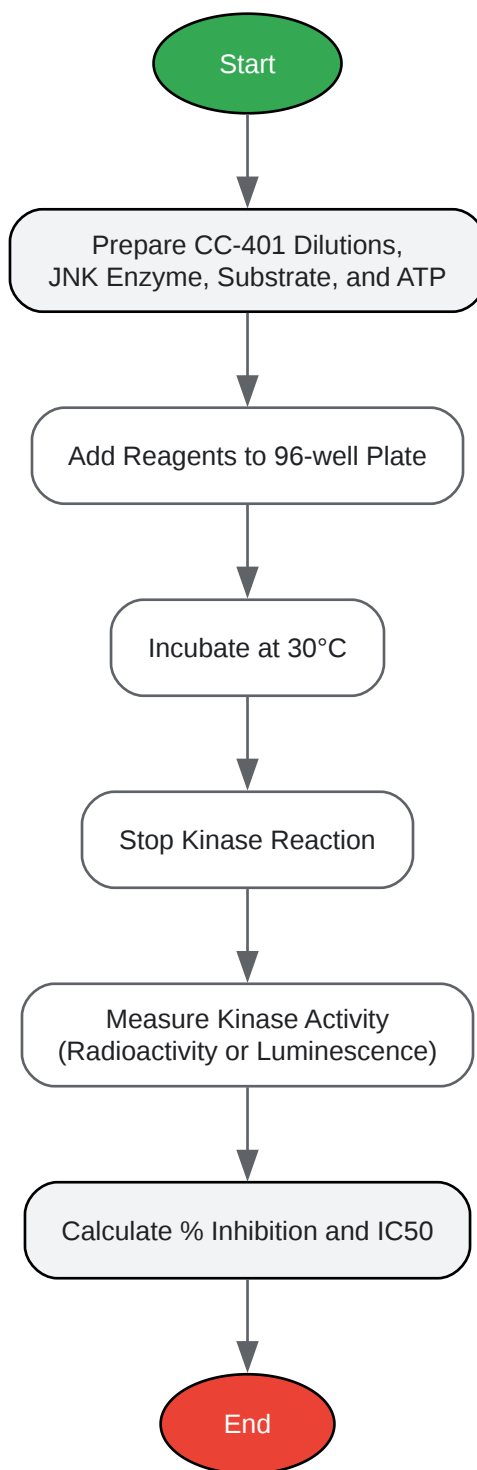 Start
Prepare CC-401 Dilutions,
JNK Enzyme, Substrate, and ATP
Add Reagents to 96-well Plate
Incubate at 30°C
Stop Kinase Reaction
Measure Kinase Activity
(Radioactivity or Luminescence)
Calculate % Inhibition and IC50
End